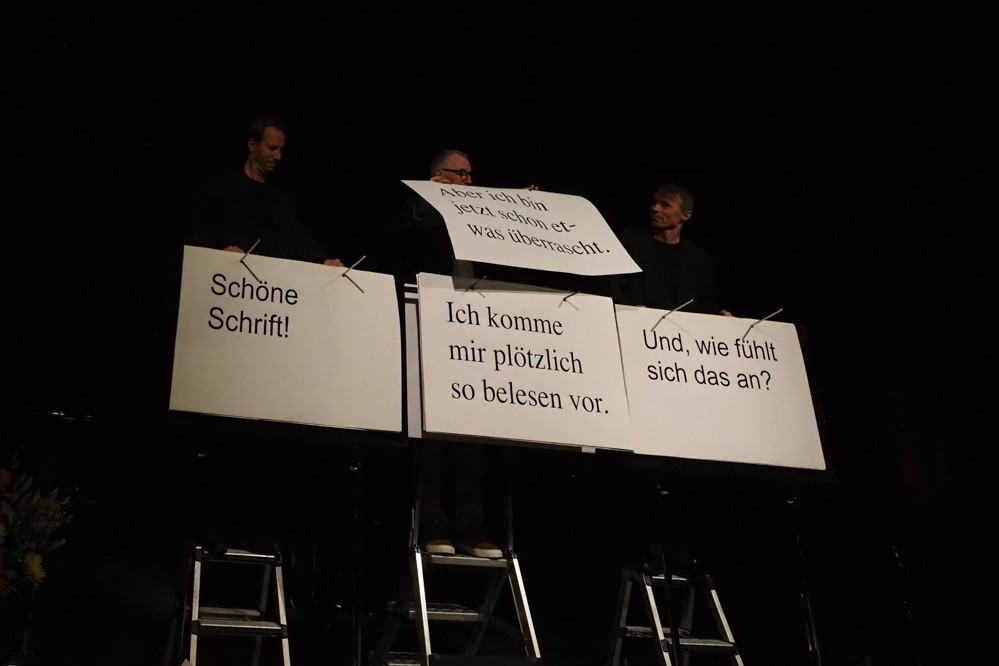 Aber ich bin
jetzt schon et-
was überrascht.
Schöne
Schrift!
Ich komme
mir plötzlich
so belesen vor.
Und, wie fühlt
sich das an?